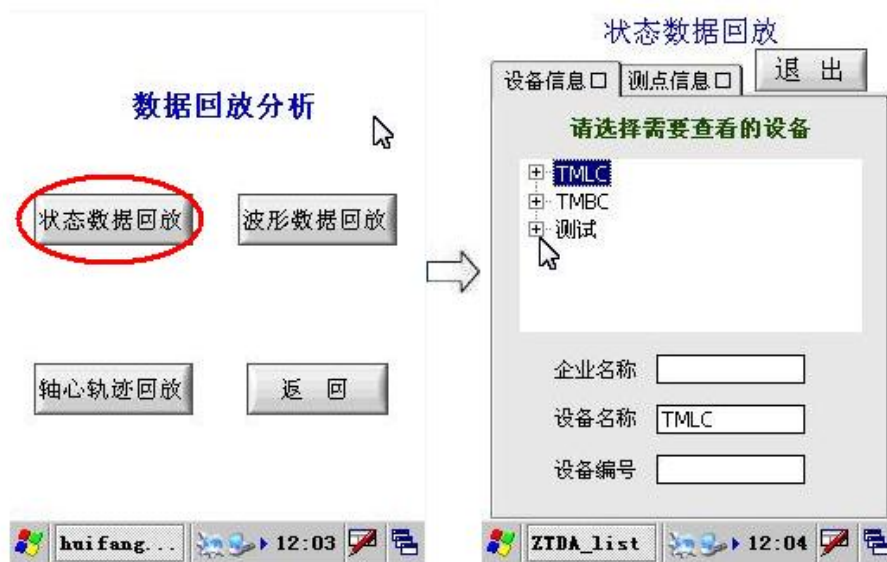 数据回放分析
状态数据回放
波形数据回放
轴心轨迹回放
返 回
huifang...
12:03
状态数据回放
退 出
设备信息口
测点信息口
请选择需要查看的设备
TMLC
TMBC
测试
企业名称
设备名称 TMLC
设备编号
ZTDA_list
12:04